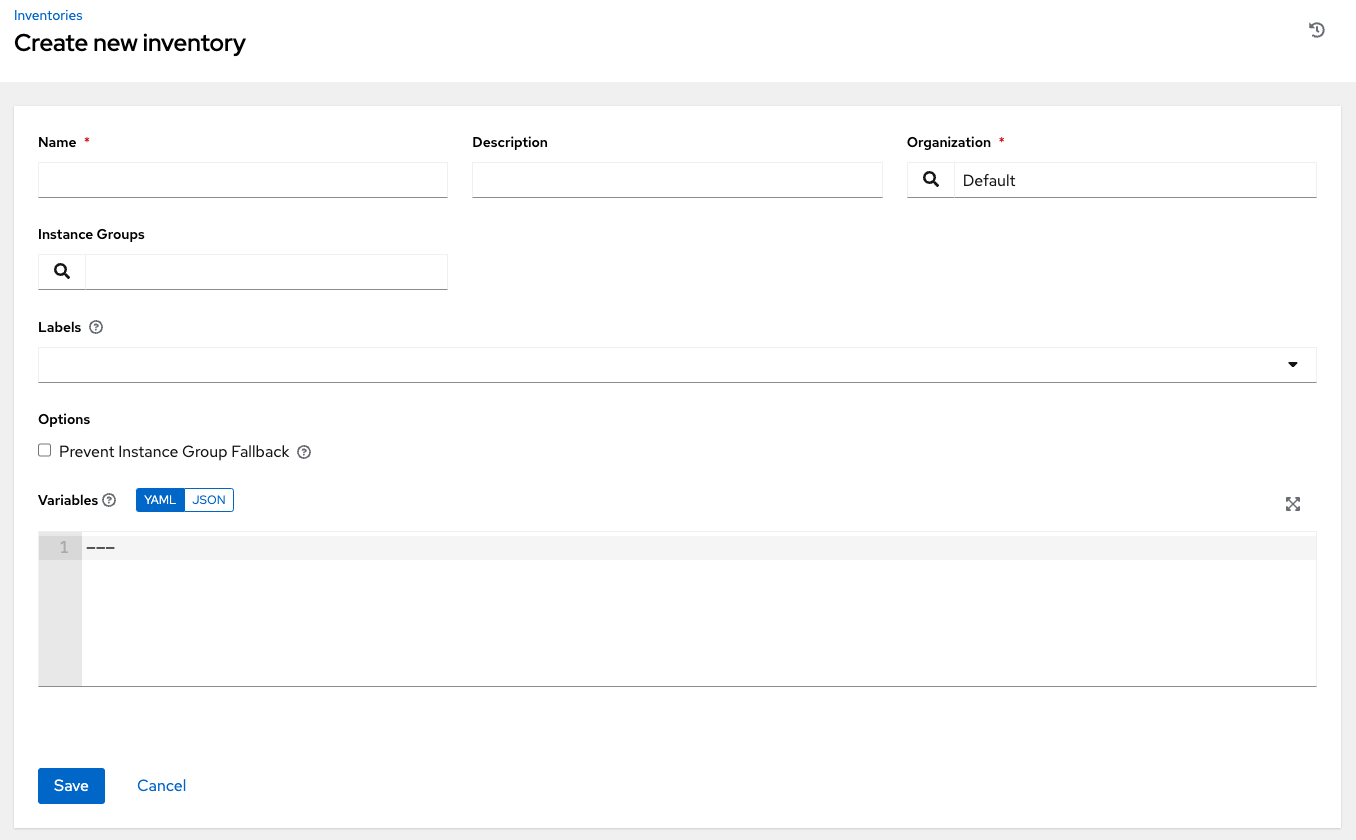 Inventories
Create new inventory
Name *
Description
Organization *
Default
Instance Groups
Labels
Options
Prevent Instance Group Fallback
Variables YAML JSON
1 ---
Save Cancel